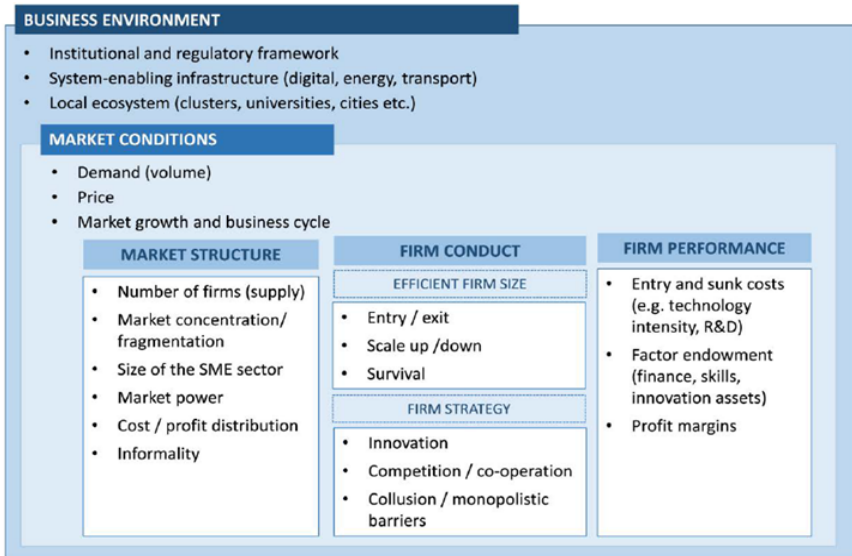 BUSINESS ENVIRONMENT
• Institutional and regulatory framework
• System-enabling infrastructure (digital, energy, transport)
• Local ecosystem (clusters, universities, cities etc.)
MARKET CONDITIONS
• Demand (volume)
• Price
• Market growth and business cycle
MARKET STRUCTURE
• Number of firms (supply)
• Market concentration/
fragmentation
• Size of the SME sector
• Market power
• Cost / profit distribution
• Informality
FIRM CONDUCT
EFFICIENT FIRM SIZE
• Entry / exit
• Scale up /down
• Survival
FIRM STRATEGY
• Innovation
• Competition / co-operation
• Collusion / monopolistic
barriers
FIRM PERFORMANCE
• Entry and sunk costs
(e.g. technology
intensity, R&D)
• Factor endowment
(finance, skills,
innovation assets)
• Profit margins